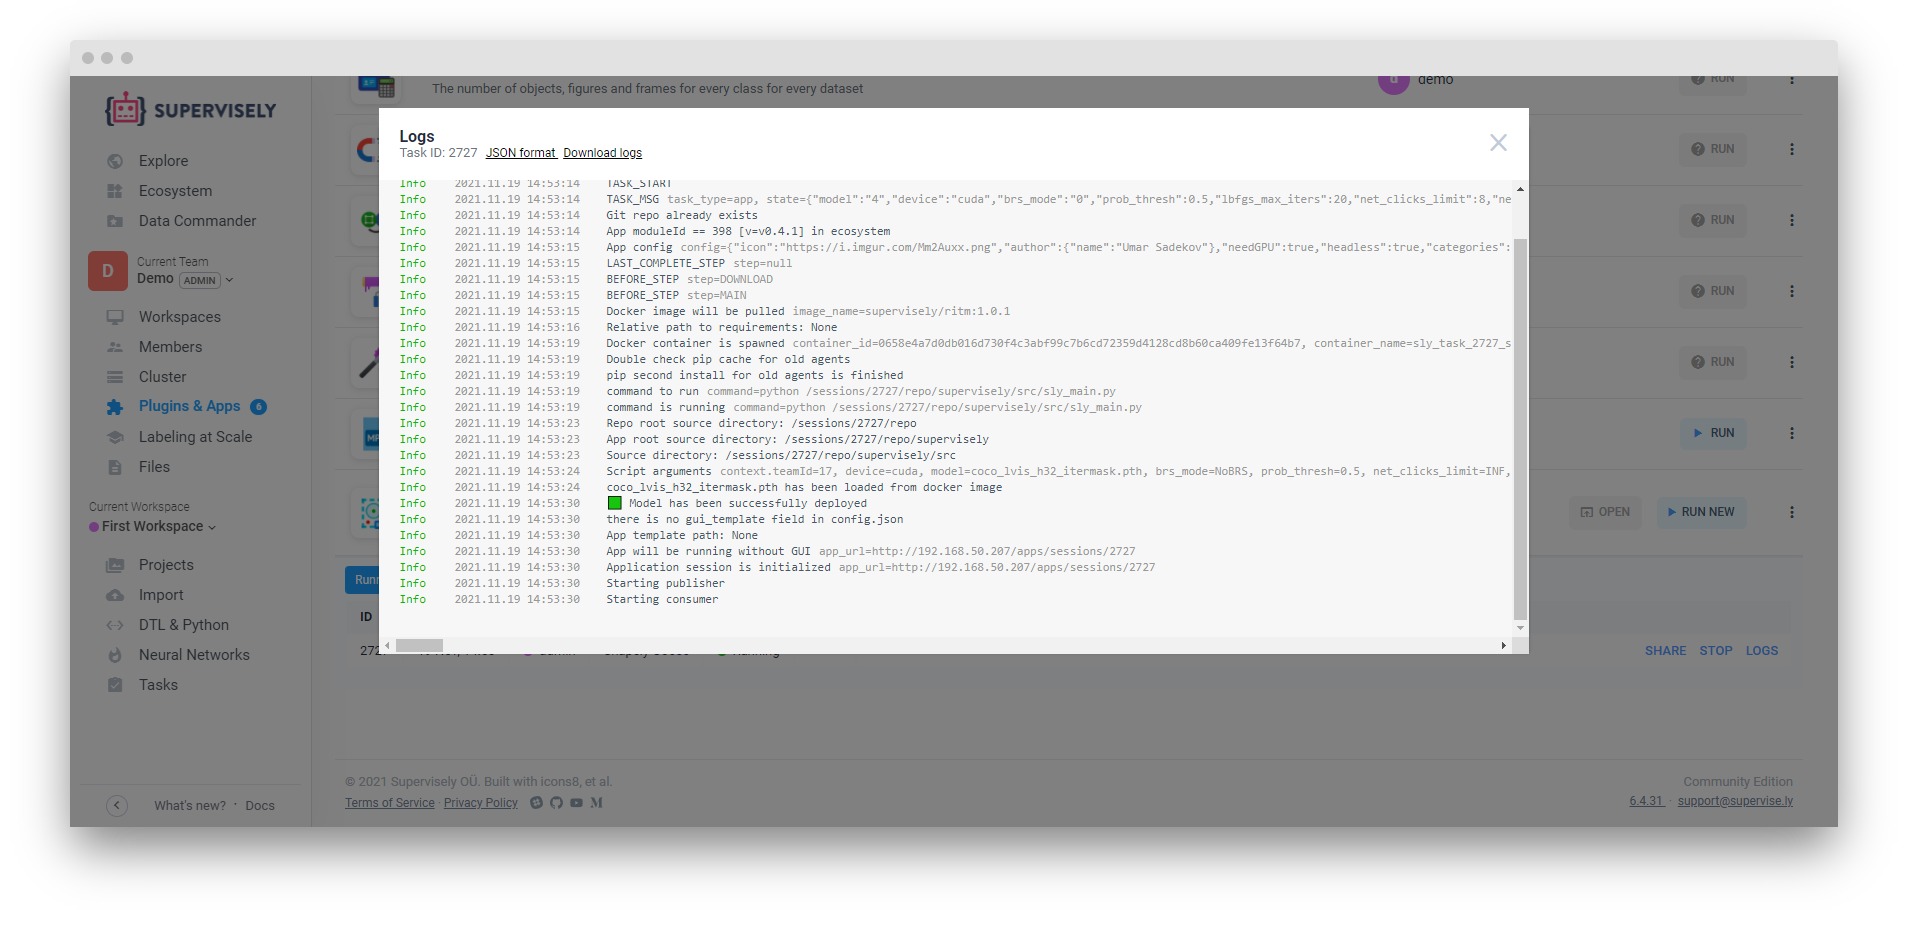 SUPERVISELY
Explore
Ecosystem
Data Commander
D
Current Team
Demo ADMIN
Workspaces
Members
Cluster
Plugins & Apps 6
Labeling at Scale
Files
Current Workspace
First Workspace
Projects
Import
DTL & Python
Neural Networks
Tasks
What's new? · Docs
The number of objects, figures and frames for every class for every dataset
d demo
RUN
Logs
Task ID: 2727 JSON format Download logs
Info 2021.11.19 14:53:14 TASK_START
Info 2021.11.19 14:53:14 TASK_MSG task_type=app, state={"model":"4","device":"cuda","brs_mode":"0","prob_thresh":0.5,"lbfgs_max_iters":20,"net_clicks_limit":8,"ne
Info 2021.11.19 14:53:14 Git repo already exists
Info 2021.11.19 14:53:14 App moduleId == 398 [v=v0.4.1] in ecosystem
Info 2021.11.19 14:53:15 App config config={"icon":"https://i.imgur.com/Mm2Auxx.png","author":{"name":"Umar Sadekov"},"needGPU":true,"headless":true,"categories":
Info 2021.11.19 14:53:15 LAST_COMPLETE_STEP step=null
Info 2021.11.19 14:53:15 BEFORE_STEP step=DOWNLOAD
Info 2021.11.19 14:53:15 BEFORE_STEP step=MAIN
Info 2021.11.19 14:53:15 Docker image will be pulled image_name=supervisely/ritm:1.0.1
Info 2021.11.19 14:53:16 Relative path to requirements: None
Info 2021.11.19 14:53:19 Docker container is spawned container_id=0658e4a7d0db016d730f4c3abf99c7b6cd72359d4128cd8b60ca409fe13f64b7, container_name=sly_task_2727_s
Info 2021.11.19 14:53:19 Double check pip cache for old agents
Info 2021.11.19 14:53:19 pip second install for old agents is finished
Info 2021.11.19 14:53:19 command to run command=python /sessions/2727/repo/supervisely/src/sly_main.py
Info 2021.11.19 14:53:19 command is running command=python /sessions/2727/repo/supervisely/src/sly_main.py
Info 2021.11.19 14:53:23 Repo root source directory: /sessions/2727/repo
Info 2021.11.19 14:53:23 App root source directory: /sessions/2727/repo/supervisely
Info 2021.11.19 14:53:23 Source directory: /sessions/2727/repo/supervisely/src
Info 2021.11.19 14:53:24 Script arguments context.teamId=17, device=cuda, model=coco_lvis_h32_itermask.pth, brs_mode=NoBRS, prob_thresh=0.5, net_clicks_limit=INF,
Info 2021.11.19 14:53:24 coco_lvis_h32_itermask.pth has been loaded from docker image
Info 2021.11.19 14:53:30 Model has been successfully deployed
Info 2021.11.19 14:53:30 there is no gui_template field in config.json
Info 2021.11.19 14:53:30 App template path: None
Info 2021.11.19 14:53:30 App will be running without GUI app_url=http://192.168.50.207/apps/sessions/2727
Info 2021.11.19 14:53:30 Application session is initialized app_url=http://192.168.50.207/apps/sessions/2727
Info 2021.11.19 14:53:30 Starting publisher
Info 2021.11.19 14:53:30 Starting consumer
RUN
RUN
RUN
RUN
RUN
OPEN RUN NEW
ID
SHARE STOP LOGS
© 2021 Supervisely OÜ. Built with icons8, et al.
Terms of Service · Privacy Policy
Community Edition
6.4.31 · support@supervise.ly